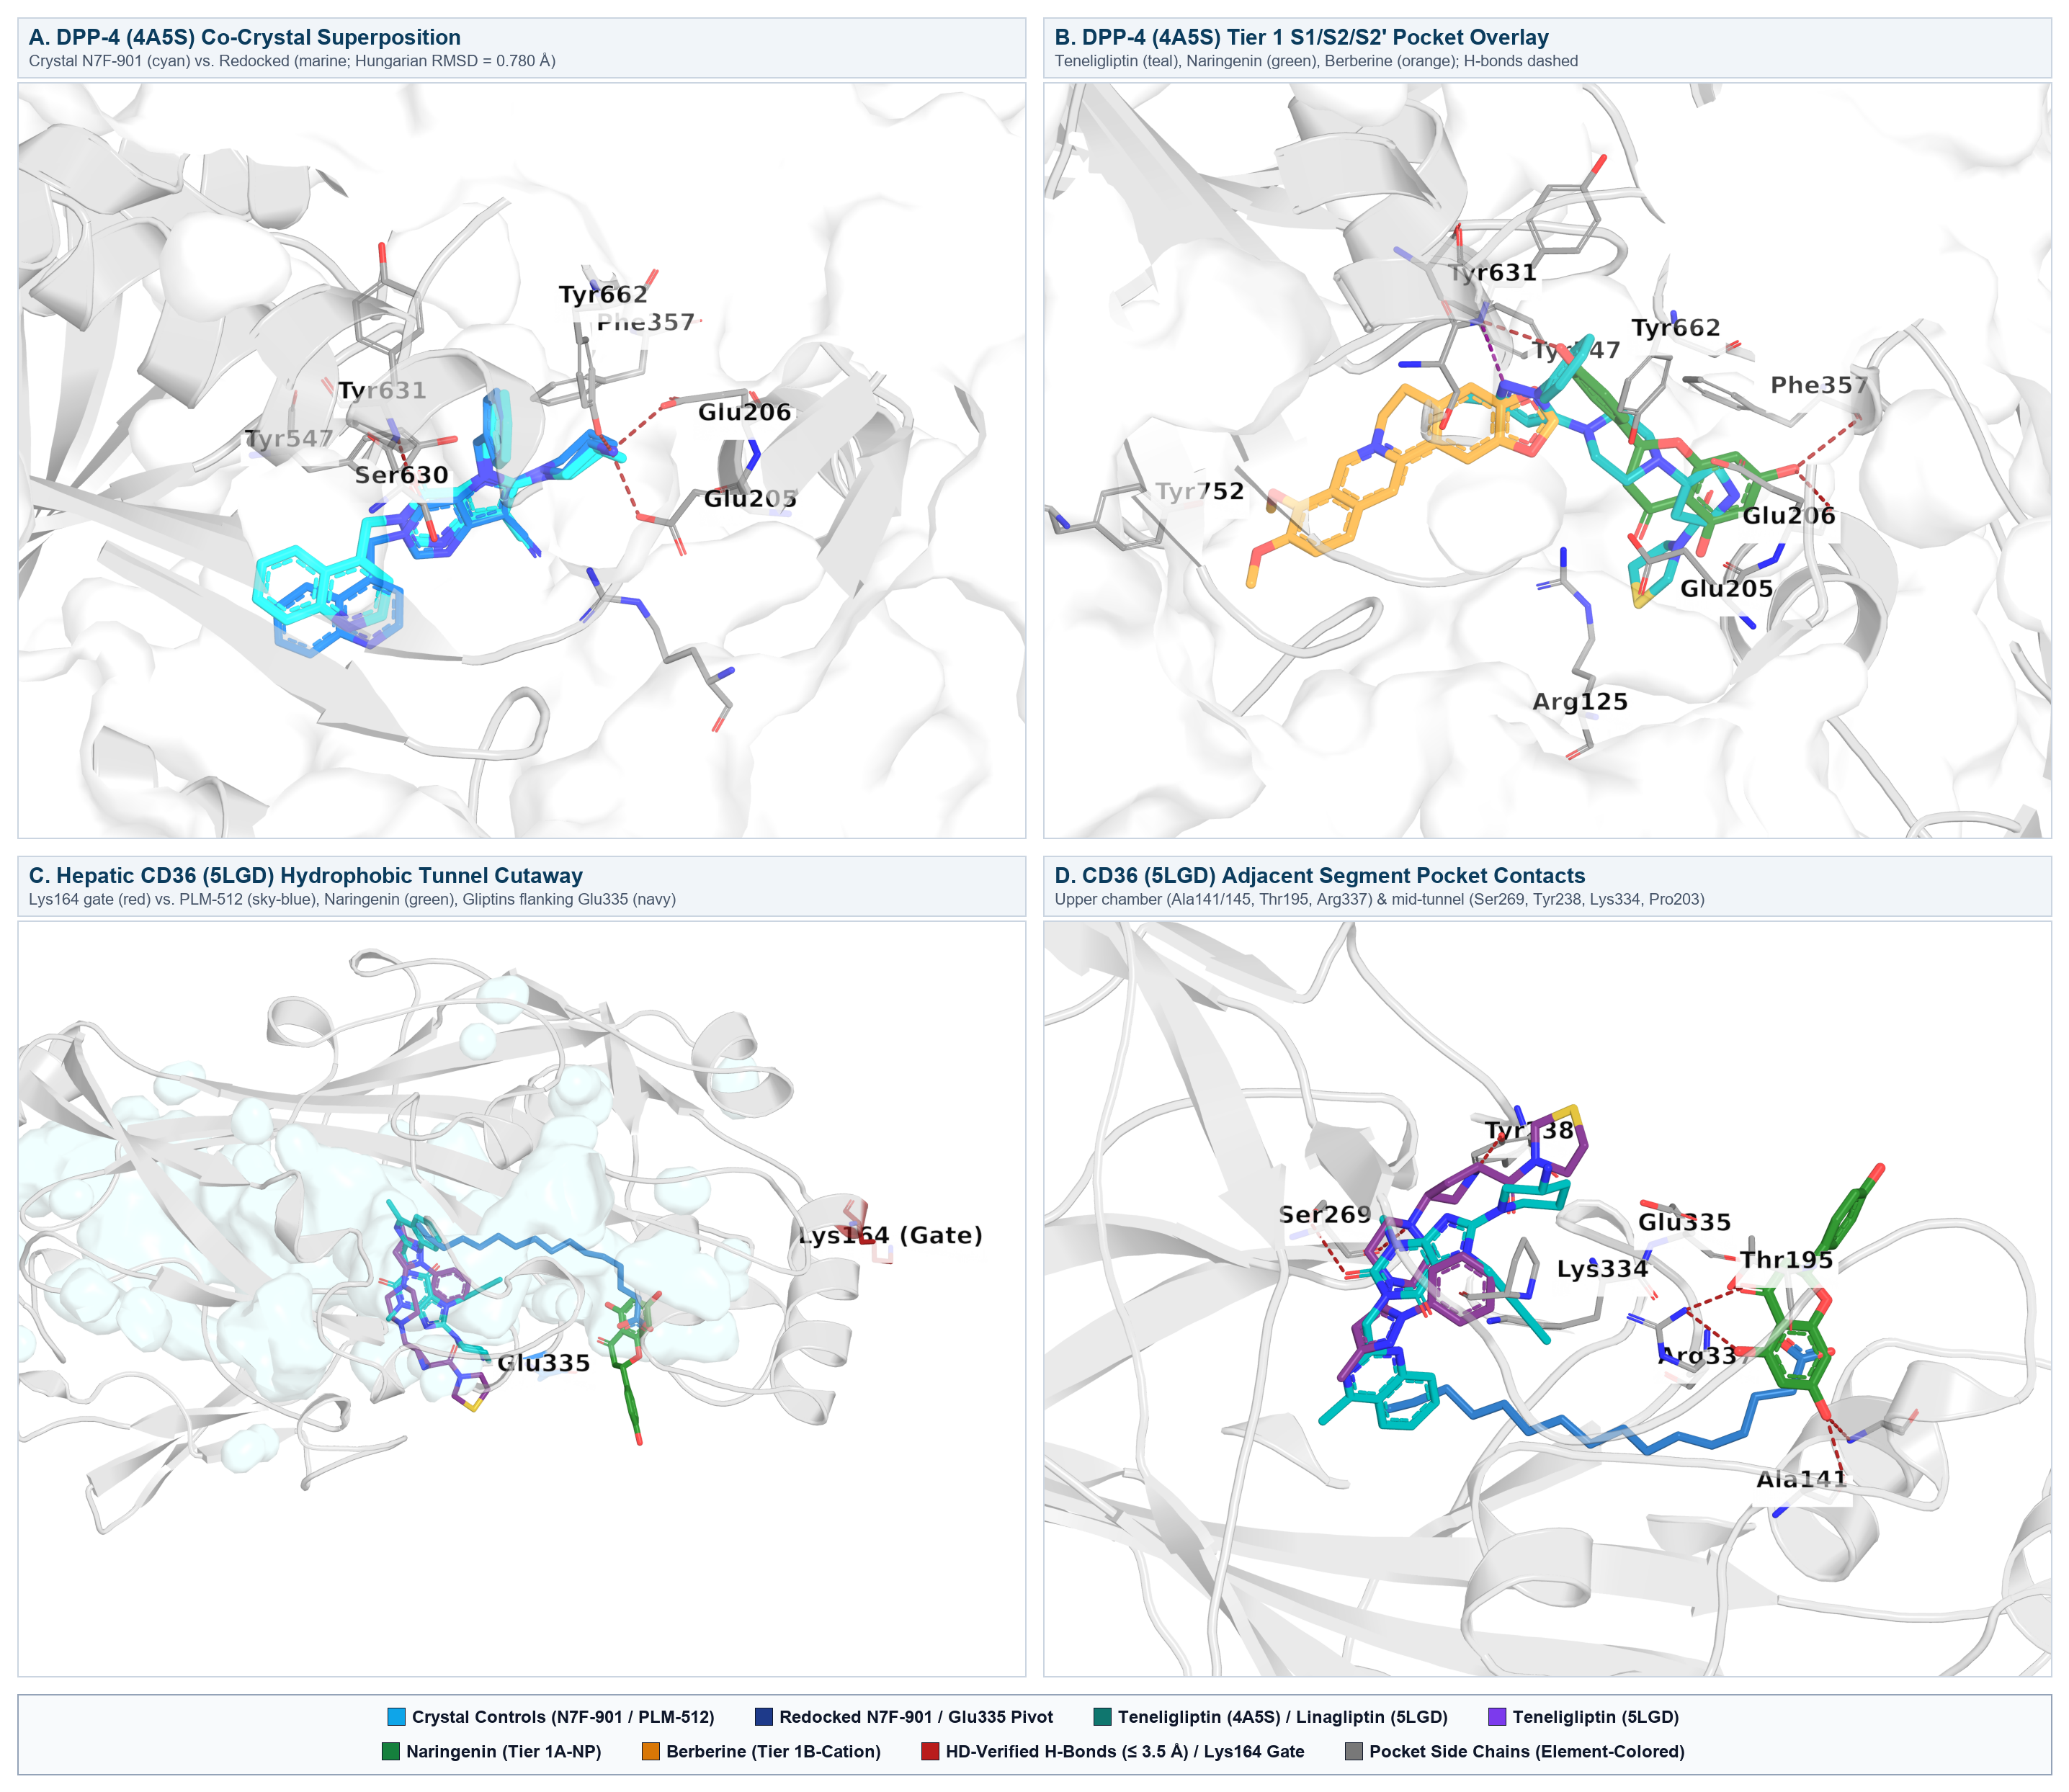 A. DPP-4 (4A5S) Co-Crystal Superposition
Crystal N7F-901 (cyan) vs. Redocked (marine; Hungarian RMSD = 0.780 Å)
Tyr662
Phe357
Tyr631
Glu206
Tyr547
Ser630
Glu205
B. DPP-4 (4A5S) Tier 1 S1/S2/S2' Pocket Overlay
Teneligliptin (teal), Naringenin (green), Berberine (orange); H-bonds dashed
Tyr631
Tyr662
Tyr547
Phe357
Tyr752
Glu206
Glu205
Arg125
C. Hepatic CD36 (5LGD) Hydrophobic Tunnel Cutaway
Lys164 gate (red) vs. PLM-512 (sky-blue), Naringenin (green), Gliptins flanking Glu335 (navy)
Lys164 (Gate)
Glu335
D. CD36 (5LGD) Adjacent Segment Pocket Contacts
Upper chamber (Ala141/145, Thr195, Arg337) & mid-tunnel (Ser269, Tyr238, Lys334, Pro203)
Tyr238
Ser269
Glu335
Thr195
Lys334
Arg337
Ala141
Crystal Controls (N7F-901 / PLM-512)
Redocked N7F-901 / Glu335 Pivot
Teneligliptin (4A5S) / Linagliptin (5LGD)
Teneligliptin (5LGD)
Naringenin (Tier 1A-NP)
Berberine (Tier 1B-Cation)
HD-Verified H-Bonds (≤ 3.5 Å) / Lys164 Gate
Pocket Side Chains (Element-Colored)